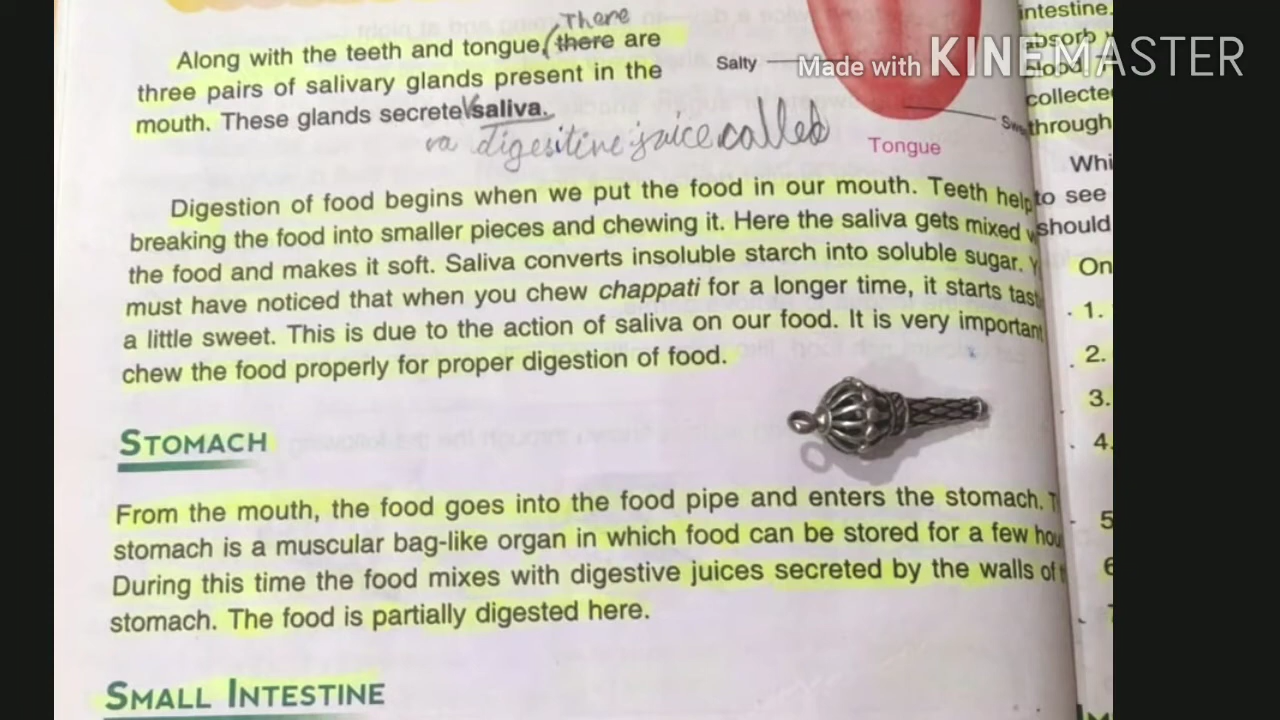 There
Along with the teeth and tongue, (there are
three pairs of salivary glands present in the
mouth. These glands secrete saliva.
a digesitine juice called
Salty
Tongue
Made with KINEMASTER
Digestion of food begins when we put the food in our mouth. Teeth help
breaking the food into smaller pieces and chewing it. Here the saliva gets mixed
the food and makes it soft. Saliva converts insoluble starch into soluble sugar.
must have noticed that when you chew chappati for a longer time, it starts tast
a little sweet. This is due to the action of saliva on our food. It is very important
chew the food properly for proper digestion of food.
STOMACH
From the mouth, the food goes into the food pipe and enters the stomach. T
stomach is a muscular bag-like organ in which food can be stored for a few hou
During this time the food mixes with digestive juices secreted by the walls of
stomach. The food is partially digested here.
SMALL INTESTINE
intestine.
absorb
blood
collecte
through
Whi
to see
should
On
1.
2.
3.
4.
5
6